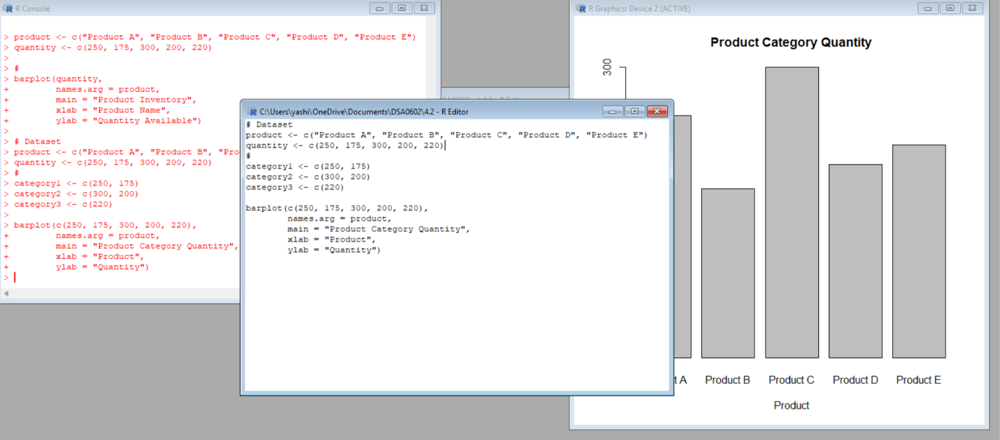 R Console
> product <- c("Product A", "Product B", "Product C", "Product D", "Product E")
> quantity <- c(250, 175, 300, 200, 220)
>
> #
> barplot(quantity,
+         names.arg = product,
+         main = "Product Inventory",
+         xlab = "Product Name",
+         ylab = "Quantity Available")
>
> # Dataset
> product <- c("Product A", "Product B", "Pro
> quantity <- c(250, 175, 300, 200, 220)
> #
> category1 <- c(250, 175)
> category2 <- c(300, 200)
> category3 <- c(220)
>
> barplot(c(250, 175, 300, 200, 220),
+         names.arg = product,
+         main = "Product Category Quantity",
+         xlab = "Product",
+         ylab = "Quantity")
>
C:\Users\yashi\OneDrive\Documents\DSA0602\4.2 - R Editor
# Dataset
product <- c("Product A", "Product B", "Product C", "Product D", "Product E")
quantity <- c(250, 175, 300, 200, 220)
#
category1 <- c(250, 175)
category2 <- c(300, 200)
category3 <- c(220)
barplot(c(250, 175, 300, 200, 220),
        names.arg = product,
        main = "Product Category Quantity",
        xlab = "Product",
        ylab = "Quantity")
R Graphics: Device 2 (ACTIVE)
Product Category Quantity
300
t A Product B Product C Product D Product E
Product